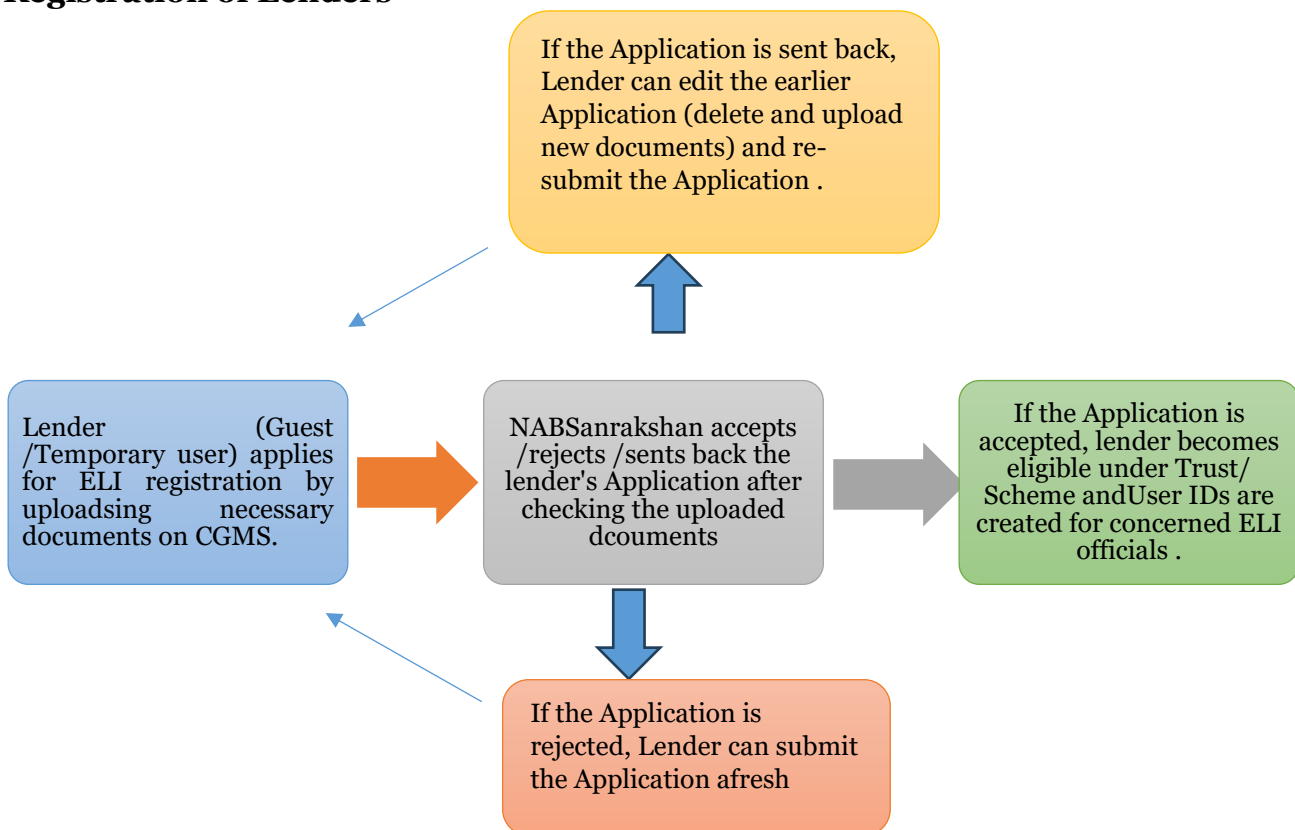 Registration of Lenders
If the Application is sent back,
Lender can edit the earlier
Application (delete and upload
new documents) and re-
submit the Application .
Lender (Guest
/Temporary user) applies
for ELI registration by
uploadsing necessary
documents on CGMS.
NABSanrakshan accepts
/rejects /sents back the
lender's Application after
checking the uploaded
dcouments
If the Application is
accepted, lender becomes
eligible under Trust/
Scheme andUser IDs are
created for concerned ELI
officials .
If the Application is
rejected, Lender can submit
the Application afresh